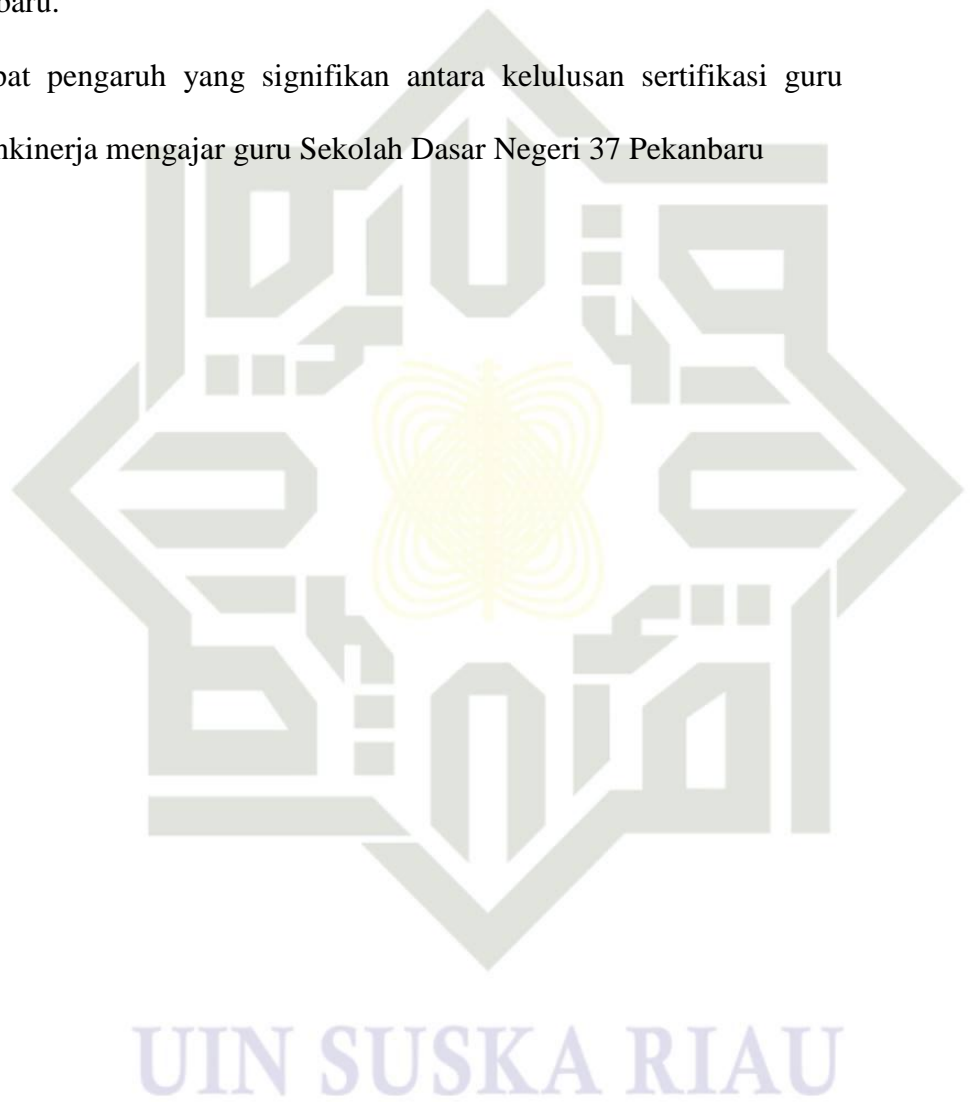 baru.
pat pengaruh yang signifikan antara kelulusan sertifikasi guru
nkinerja mengajar guru Sekolah Dasar Negeri 37 Pekanbaru
UIN SUSKA RIAU